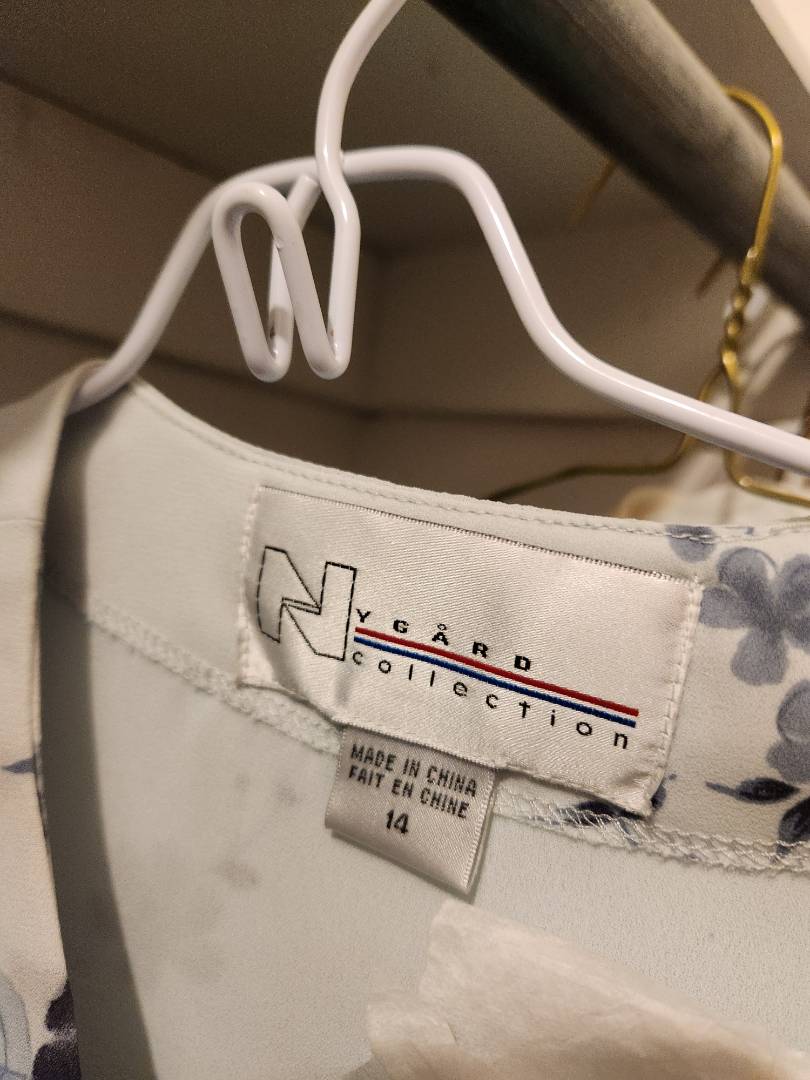 NYGÅRD
collection
MADE IN CHINA
FAIT EN CHINE
14